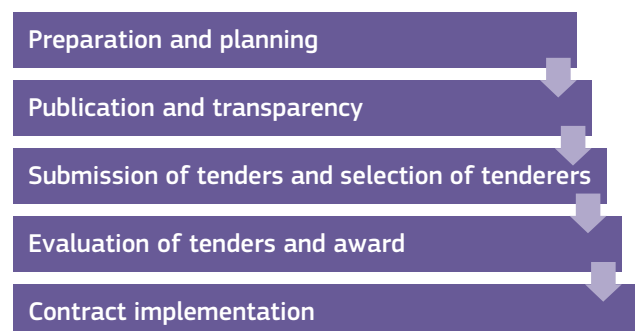 Preparation and planning
Publication and transparency
Submission of tenders and selection of tenderers
Evaluation of tenders and award
Contract implementation